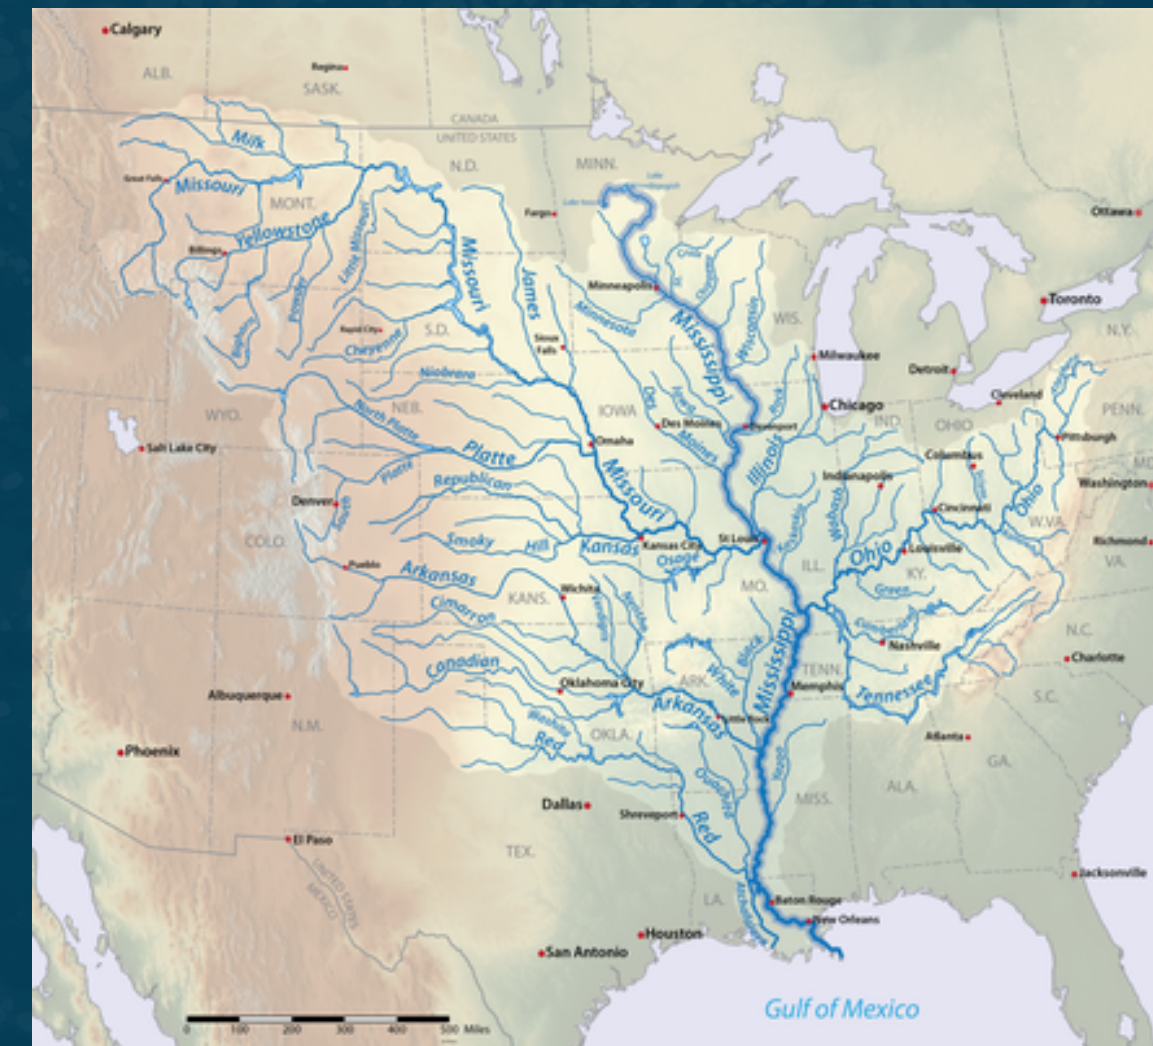 Calgary
ALB.
Regina
SASK.
CANADA
UNITED STATES
Milk
N.D.
MINN.
Great Falls
Missouri
MONT.
Fargo
Ottawa
Yellowstone
Billings
Little Missouri
Powder
Bighorn
Missouri
James
Minneapolis
Toronto
Rapid City
Cheyenne
S.D.
Sioux
Falls
Minnesota
Mississippi
Wisconsin
WIS.
Milwaukee
Detroit
N.Y.
Niobrara
WYO.
NEB.
North Platte
IOWA
Des
Moines
Des Moines
Rock
Davenport
Chicago
IND.
OHIO
Cleveland
PENN.
Pittsburgh
Salt Lake City
Omaha
Platte
South
Platte
Republican
Missouri
Illinois
Indianapolis
Columbus
Washington
Denver
COLO.
Smoky
Hill
Kansas
Kansas City
Osage
St Louis
Kaskaskia
Wabash
Cincinnati
Ohio
W.VA.
Richmond
VA.
Pueblo
Arkansas
KANS.
Wichita
Verdigris
Neosho
MO.
ILL.
Ohio
Louisville
KY.
Green
Cumberland
Cimarron
Nashville
N.C.
Charlotte
Canadian
Oklahoma City
ARK.
White
Black
Mississippi
TENN.
Memphis
Tennessee
S.C.
Albuquerque
N.M.
Washita
Red
OKLA.
Arkansas
Little Rock
Atlanta
GA.
Phoenix
Dallas
Shreveport
Ouachita
Yazoo
MISS.
ALA.
El Paso
UNITED STATES
MEXICO
TEX.
Red
LA.
Atchafalaya
Baton Rouge
New Orleans
Jacksonville
Houston
San Antonio
Gulf of Mexico
0 100 200 300 400 500 Miles